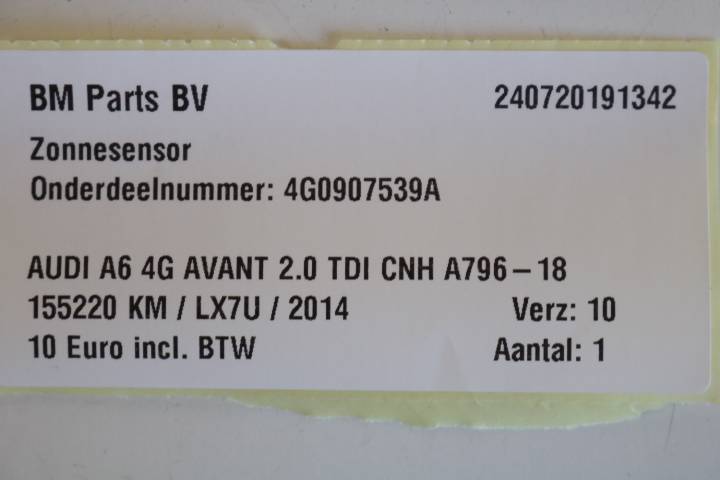 BM Parts BV 240720191342
Zonnesensor
Onderdeelnummer: 4G0907539A
AUDI A6 4G AVANT 2.0 TDI CNH A796-18
155220 KM / LX7U / 2014 Verz: 10
10 Euro incl. BTW Aantal: 1